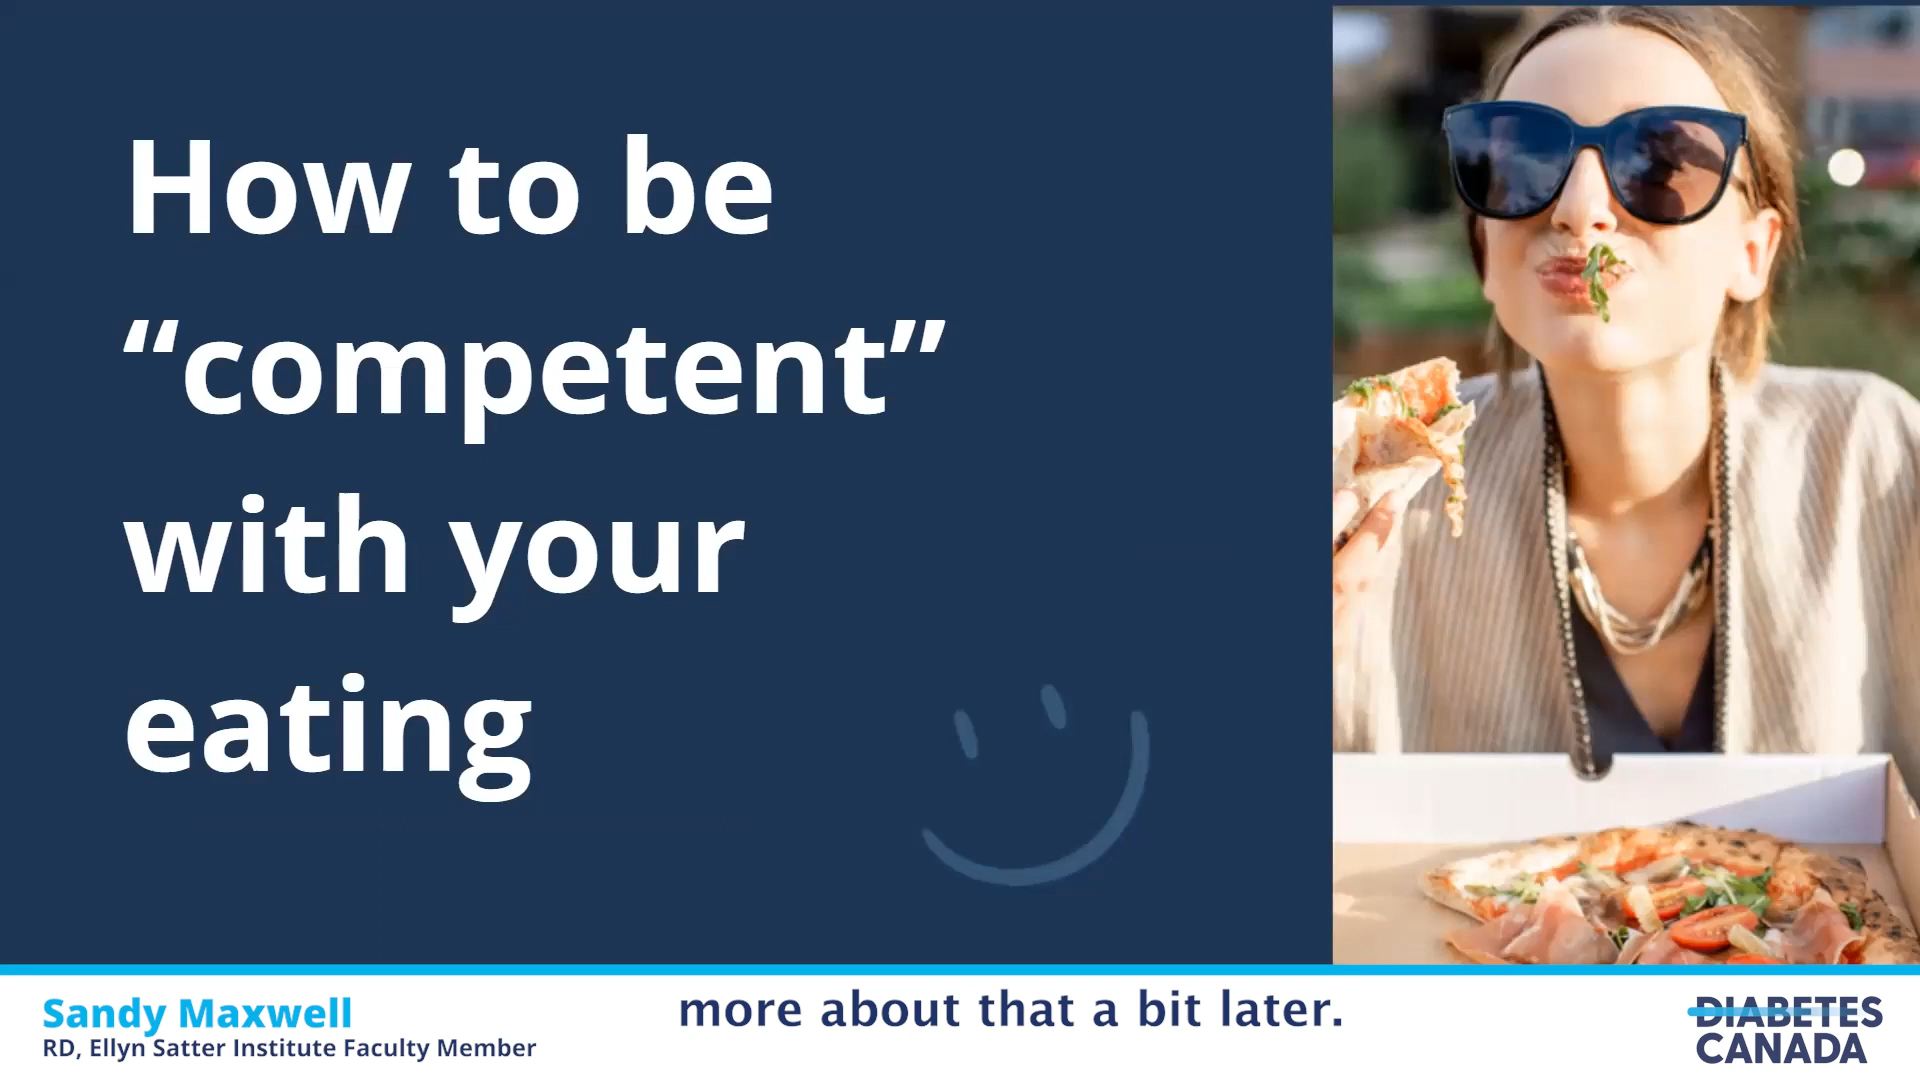 How to be
“competent”
with your
eating
Sandy Maxwell
RD, Ellyn Satter Institute Faculty Member
more about that a bit later.
DIABETES
CANADA